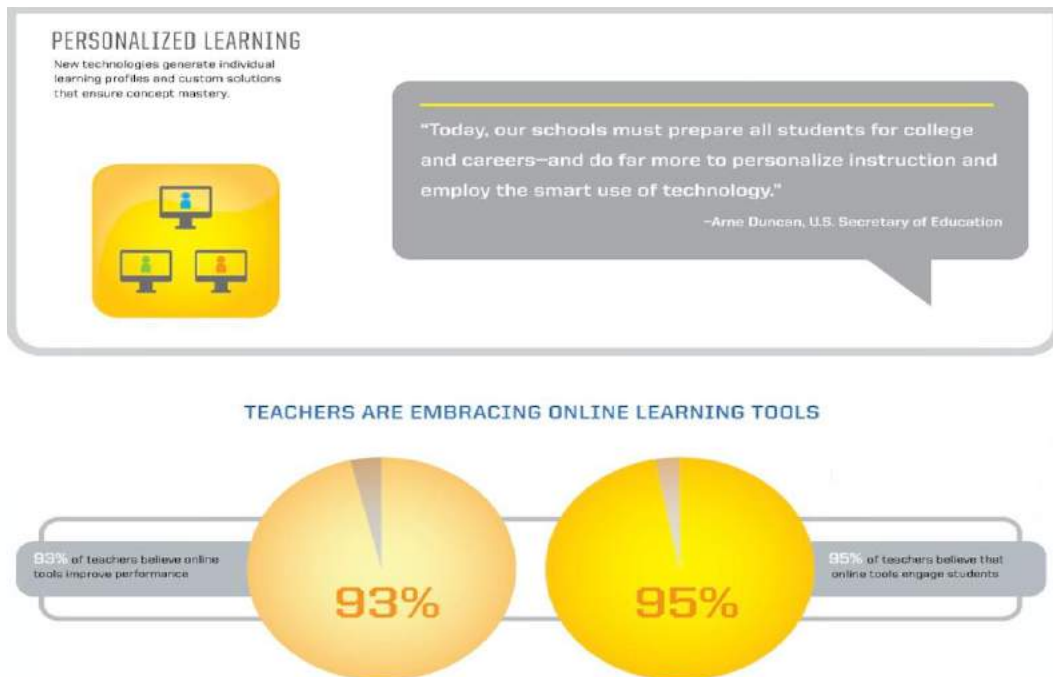 PERSONALIZED LEARNING
New technologies generate individual
learning profiles and custom solutions
that ensure concept mastery.
"Today, our schools must prepare all students for college
and careers—and do far more to personalize instruction and
employ the smart use of technology."
–Arne Duncan, U.S. Secretary of Education
TEACHERS ARE EMBRACING ONLINE LEARNING TOOLS
93% of teachers believe online
tools improve performance
93%
95%
95% of teachers believe that
online tools engage students